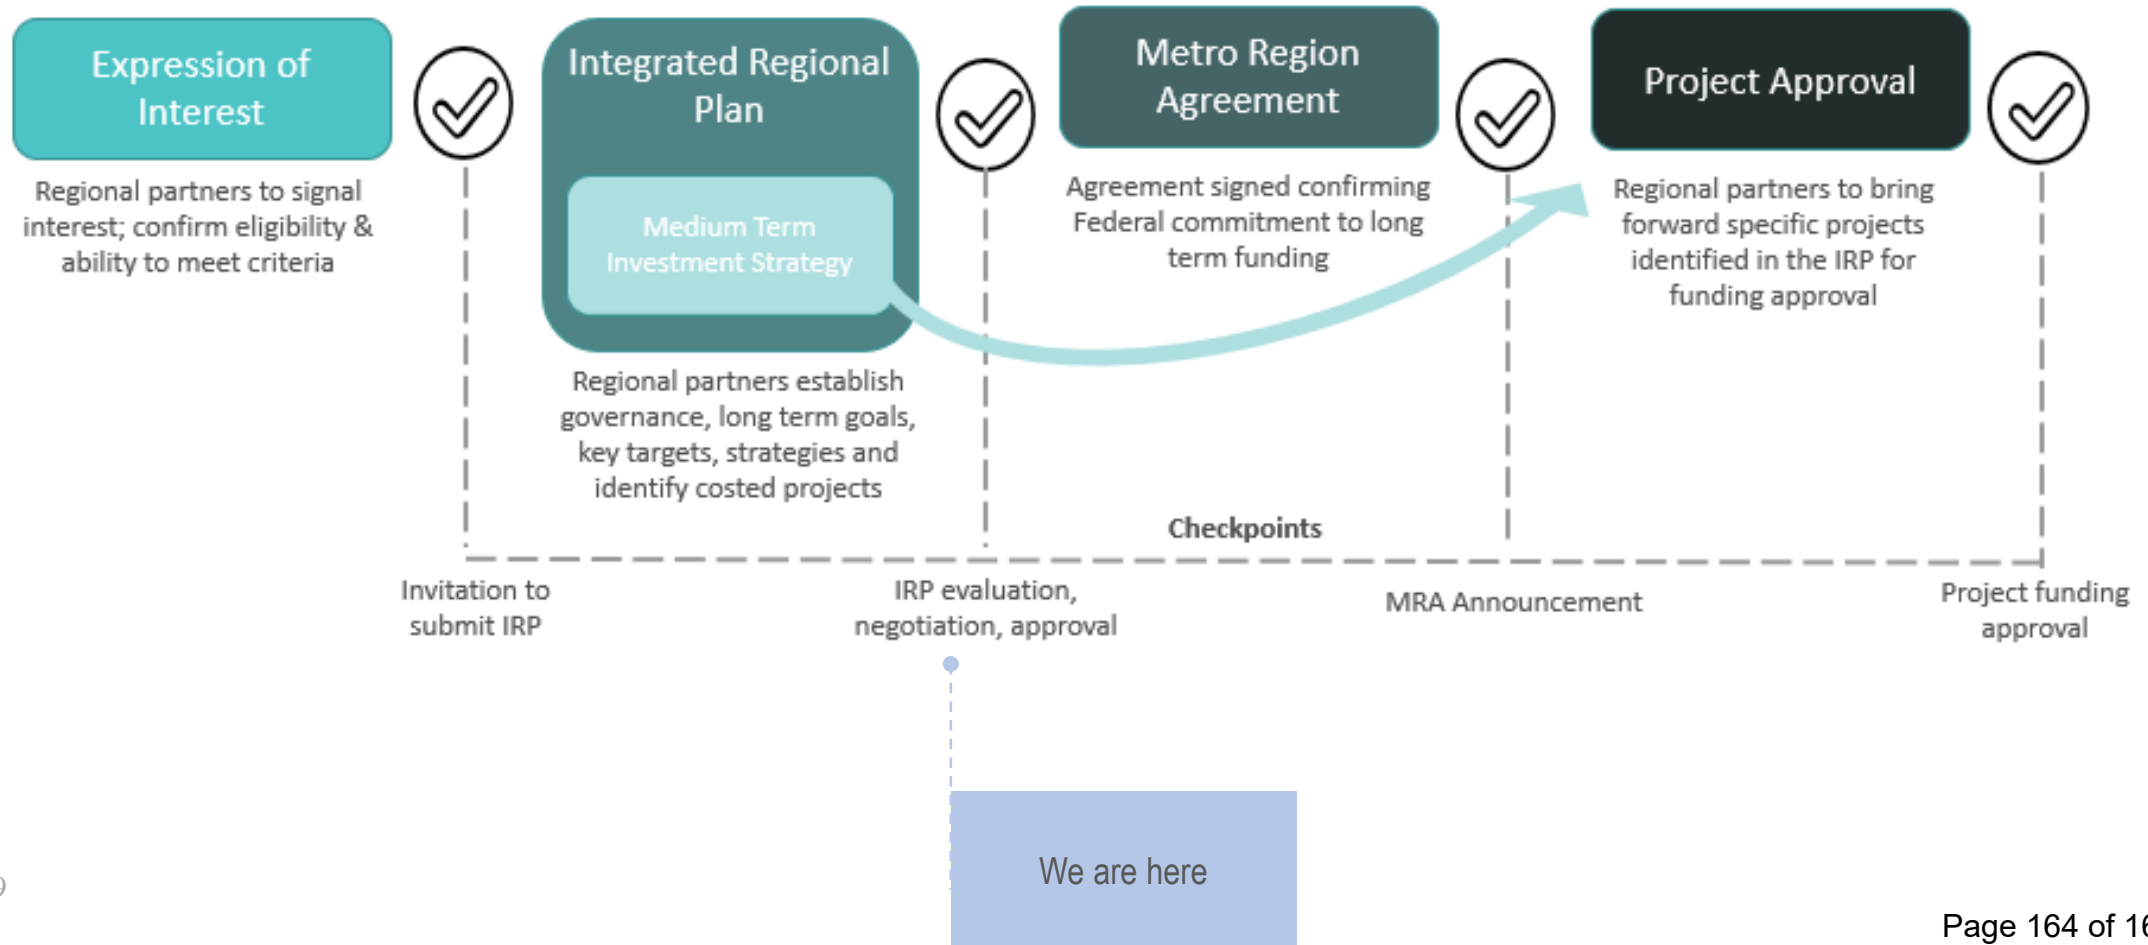 Expression of
Interest
Regional partners to signal
interest; confirm eligibility &
ability to meet criteria
Integrated Regional
Plan
Medium Term
Investment Strategy
Regional partners establish
governance, long term goals,
key targets, strategies and
identify costed projects
Metro Region
Agreement
Agreement signed confirming
Federal commitment to long
term funding
Project Approval
Regional partners to bring
forward specific projects
identified in the IRP for
funding approval
Checkpoints
Invitation to
submit IRP
IRP evaluation,
negotiation, approval
MRA Announcement
Project funding
approval
We are here
9
Page 164 of